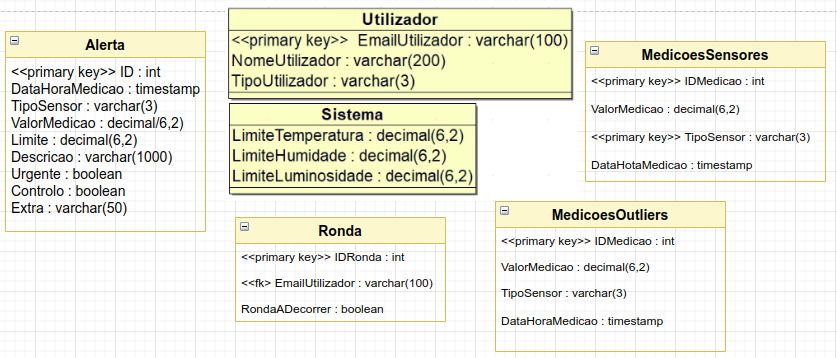 Alerta
<<primary key>> ID : int
DataHoraMedicao : timestamp
TipoSensor : varchar(3)
ValorMedicao : decimal/6,2)
Limite : decimal(6,2)
Descricao : varchar(1000)
Urgente : boolean
Controlo : boolean
Extra : varchar(50)
Utilizador
<<primary key>> EmailUtilizador : varchar(100)
NomeUtilizador : varchar(200)
TipoUtilizador : varchar(3)
Sistema
LimiteTemperatura : decimal(6,2)
LimiteHumidade : decimal(6,2)
LimiteLuminosidade : decimal(6,2)
MedicoesSensores
<<primary key>> IDMedicao : int
ValorMedicao : decimal(6,2)
<<primary key>> TipoSensor : varchar(3)
DataHotaMedicao : timestamp
Ronda
<<primary key>> IDRonda : int
<<fk> EmailUtilizador : varchar(100)
RondaADecorrer : boolean
MedicoesOutliers
<<primary key>> IDMedicao : int
ValorMedicao : decimal(6,2)
TipoSensor : varchar(3)
DataHoraMedicao : timestamp